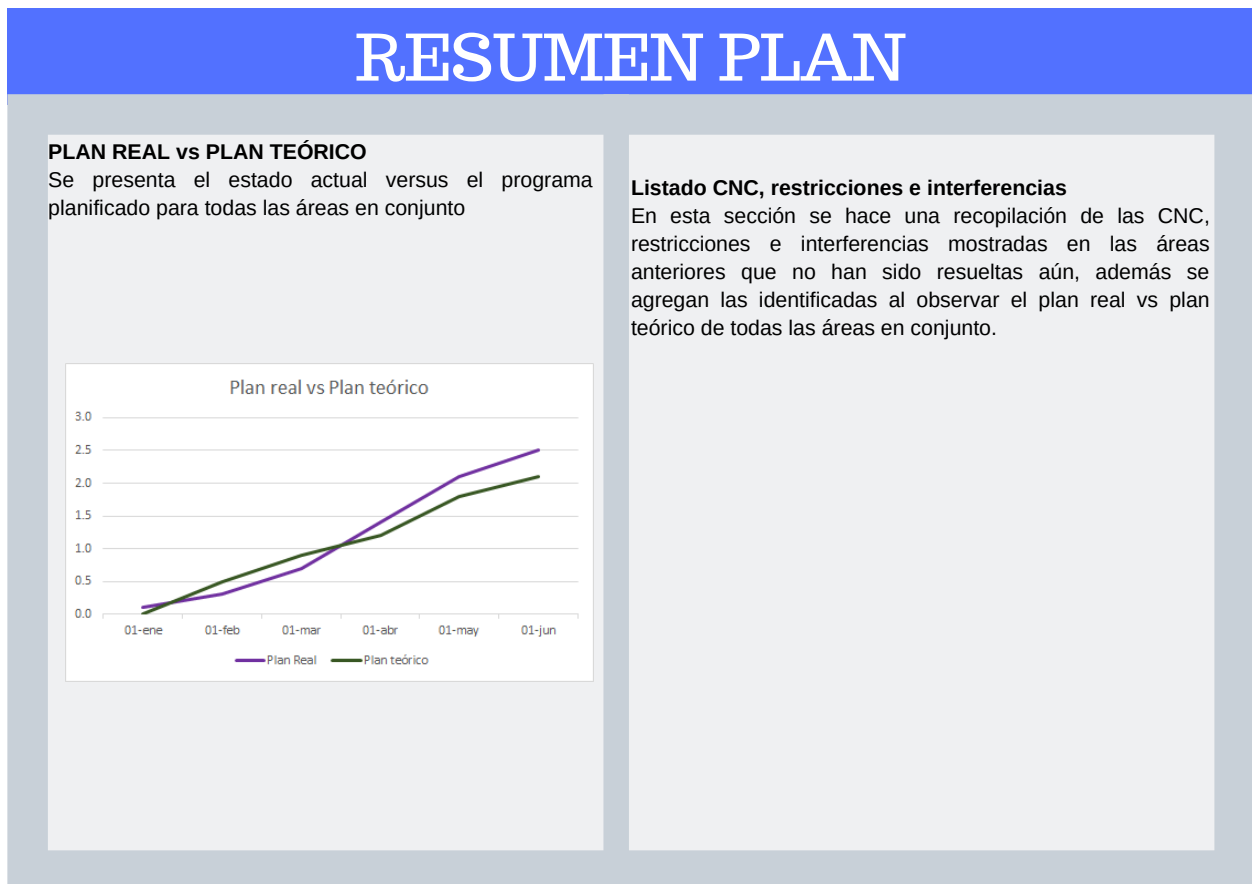 RESUMEN PLAN
PLAN REAL vs PLAN TEÓRICO
Se presenta el estado actual versus el programa
planificado para todas las áreas en conjunto
Plan real vs Plan teórico
3.0
2.5
2.0
1.5
1.0
0.5
0.0
01-ene 01-feb 01-mar 01-abr 01-may 01-jun
Plan Real Plan teórico
Listado CNC, restricciones e interferencias
En esta sección se hace una recopilación de las CNC,
restricciones e interferencias mostradas en las áreas
anteriores que no han sido resueltas aún, además se
agregan las identificadas al observar el plan real vs plan
teórico de todas las áreas en conjunto.